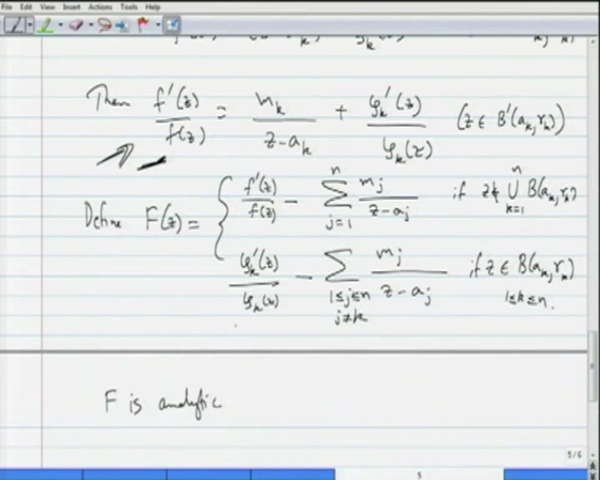 File Edit View Insert Actions Tools Help
Then f'(z)/f(z) = n_k/(z-a_k) + φ_k'(z)/φ_k(z) (z ∈ B'(a_k, r_k))
Define F(z) = { f'(z)/f(z) - Σ_{j=1}^{n} m_j/(z-a_j) if z ∉ ∪_{k=1}^{n} B(a_k, r_k)
φ_k'(z)/φ_k(z) - Σ_{1≤j≤n, j≠k} m_j/(z-a_j) if z ∈ B(a_k, r_k) 1≤k≤n.
F is analytic
5/6
5